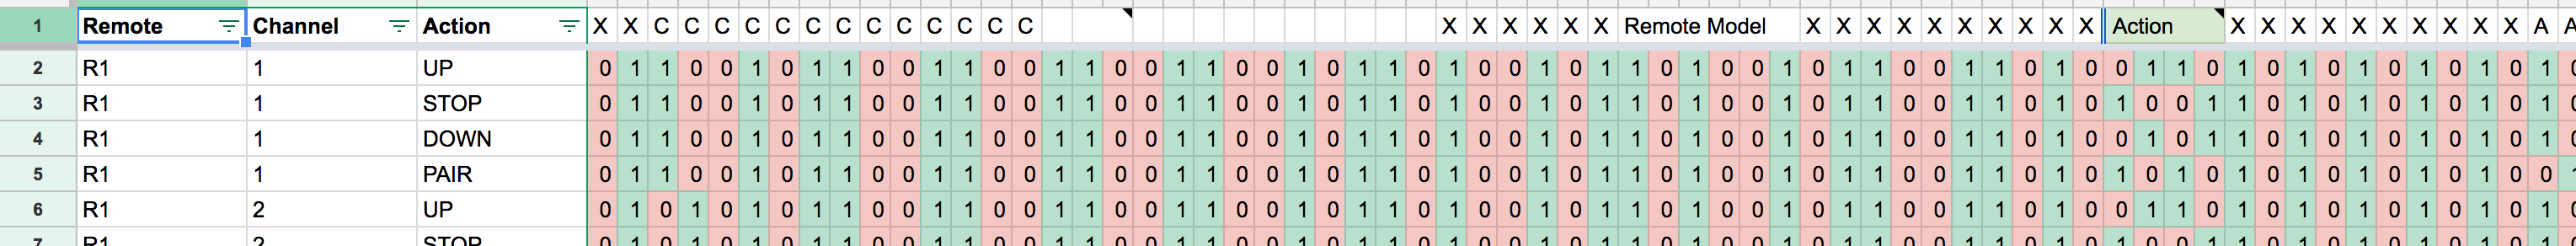 1 Remote Channel Action X X C C C C C C C C C C C C C X X X X X X Remote Model X X X X X X X X X X Action X X X X X X X X X X A
2 R1 1 UP 0 1 1 0 0 1 0 1 1 0 0 1 1 0 0 1 1 0 0 1 1 0 0 1 0 1 1 0 1 0 0 1 0 1 1 0 1 0 0 1 0 1 1 0 0 1 1 0 1 0 0 1 1 0 1 0 1 0 1 0 1 0 1 0 1
3 R1 1 STOP 0 1 1 0 0 1 0 1 1 0 0 1 1 0 0 1 1 0 0 1 1 0 0 1 0 1 1 0 1 0 0 1 0 1 1 0 1 0 0 1 0 1 1 0 0 1 1 0 1 0 1 0 0 1 1 0 1 0 1 0 1 0 1 0 1
4 R1 1 DOWN 0 1 1 0 0 1 0 1 1 0 0 1 1 0 0 1 1 0 0 1 1 0 0 1 0 1 1 0 1 0 0 1 0 1 1 0 1 0 0 1 0 1 1 0 0 1 1 0 1 0 0 1 0 1 1 0 1 0 1 0 1 0 1 0 1
5 R1 1 PAIR 0 1 1 0 0 1 0 1 1 0 0 1 1 0 0 1 1 0 0 1 1 0 0 1 0 1 1 0 1 0 0 1 0 1 1 0 1 0 0 1 0 1 1 0 0 1 1 0 1 0 1 0 1 0 1 0 1 0 1 0 1 0 1 0 0
6 R1 2 UP 0 1 0 1 0 1 0 1 1 0 0 1 1 0 0 1 1 0 0 1 1 0 0 1 0 1 1 0 1 0 0 1 0 1 1 0 1 0 0 1 0 1 1 0 0 1 1 0 1 0 0 1 1 0 1 0 1 0 1 0 1 0 1 0 1
7 R1 2 STOP